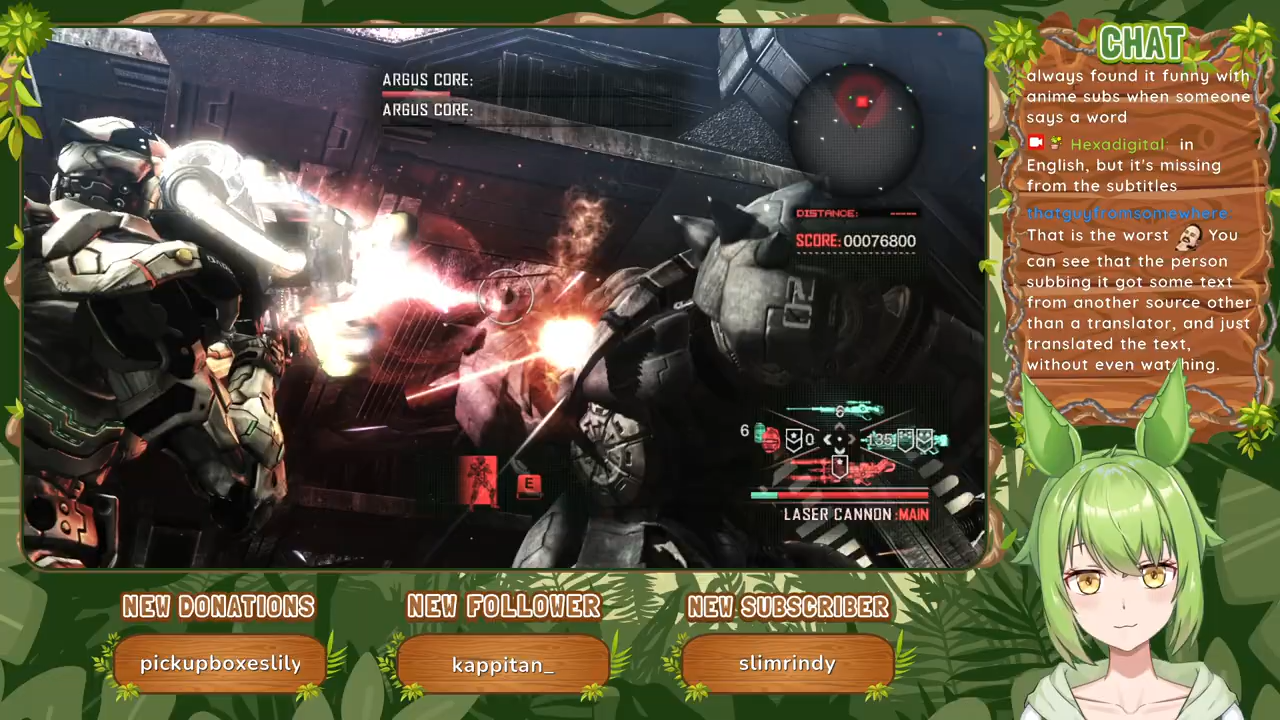 ARGUS CORE:
ARGUS CORE:
DISTANCE: -----
SCORE:00076800
6
6
0
135
E
LASER CANNON :MAIN
CHAT
always found it funny with
anime subs when someone
says a word
Hexadigital: in
English, but it's missing
from the subtitles
thatguyfromsomewhere:
That is the worst You
can see that the person
subbing it got some text
from another source other
than a translator, and just
translated the text,
without even watching.
NEW DONATIONS
pickupboxeslily
NEW FOLLOWER
kappitan_
NEW SUBSCRIBER
slimrindy